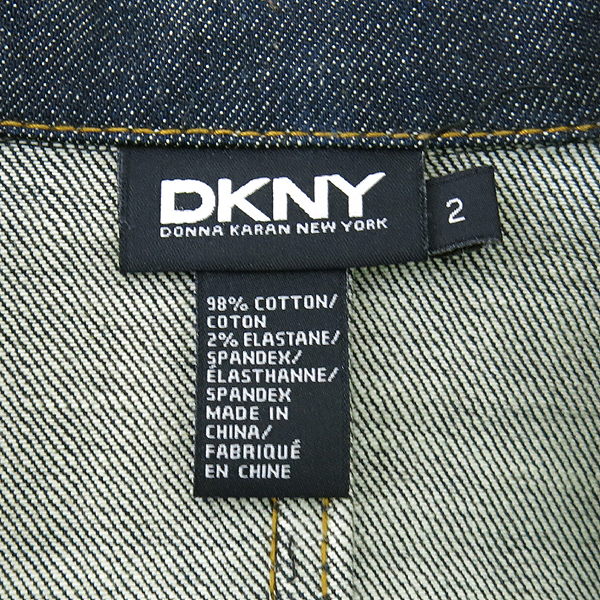 DKNY
DONNA KARAN NEW YORK
2
98% COTTON/
COTON
2% ELASTANE/
SPANDEX/
ÉLASTHANNE/
SPANDEX
MADE IN
CHINA/
FABRIQUÉ
EN CHINE